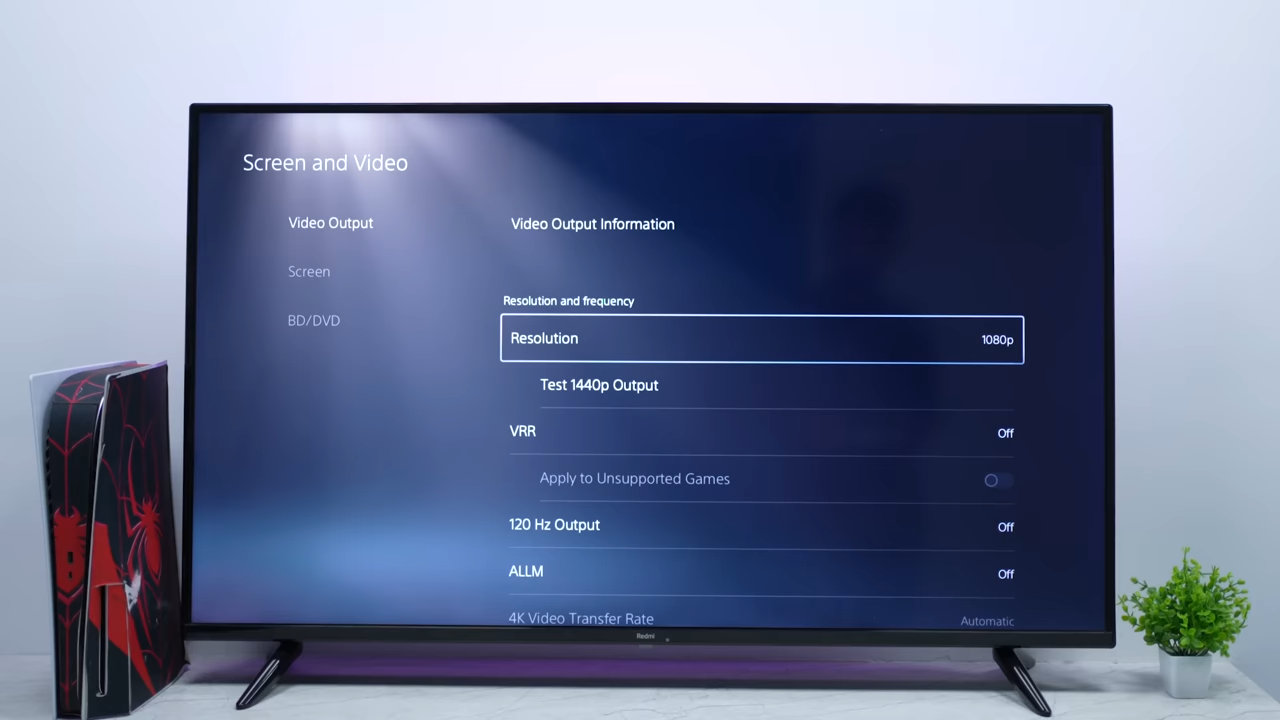 Screen and Video
Video Output
Screen
BD/DVD
Video Output Information
Resolution and frequency
Resolution 1080p
Test 1440p Output
VRR Off
Apply to Unsupported Games
120 Hz Output Off
ALLM Off
4K Video Transfer Rate Automatic
Redmi